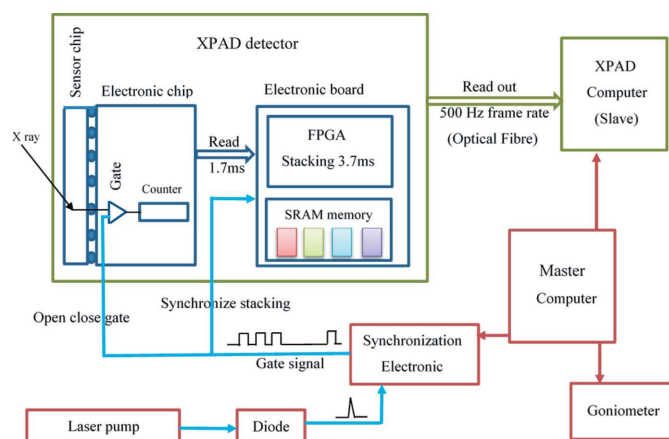 XPAD detector
Sensor chip
Electronic chip
X ray
Gate
Counter
Read
1.7ms
Electronic board
FPGA
Stacking 3.7ms
SRAM memory
Read out
500 Hz frame rate
(Optical Fibre)
XPAD
Computer
(Slave)
Master
Computer
Open close gate
Synchronize stacking
Gate signal
Synchronization
Electronic
Laser pump
Diode
Goniometer